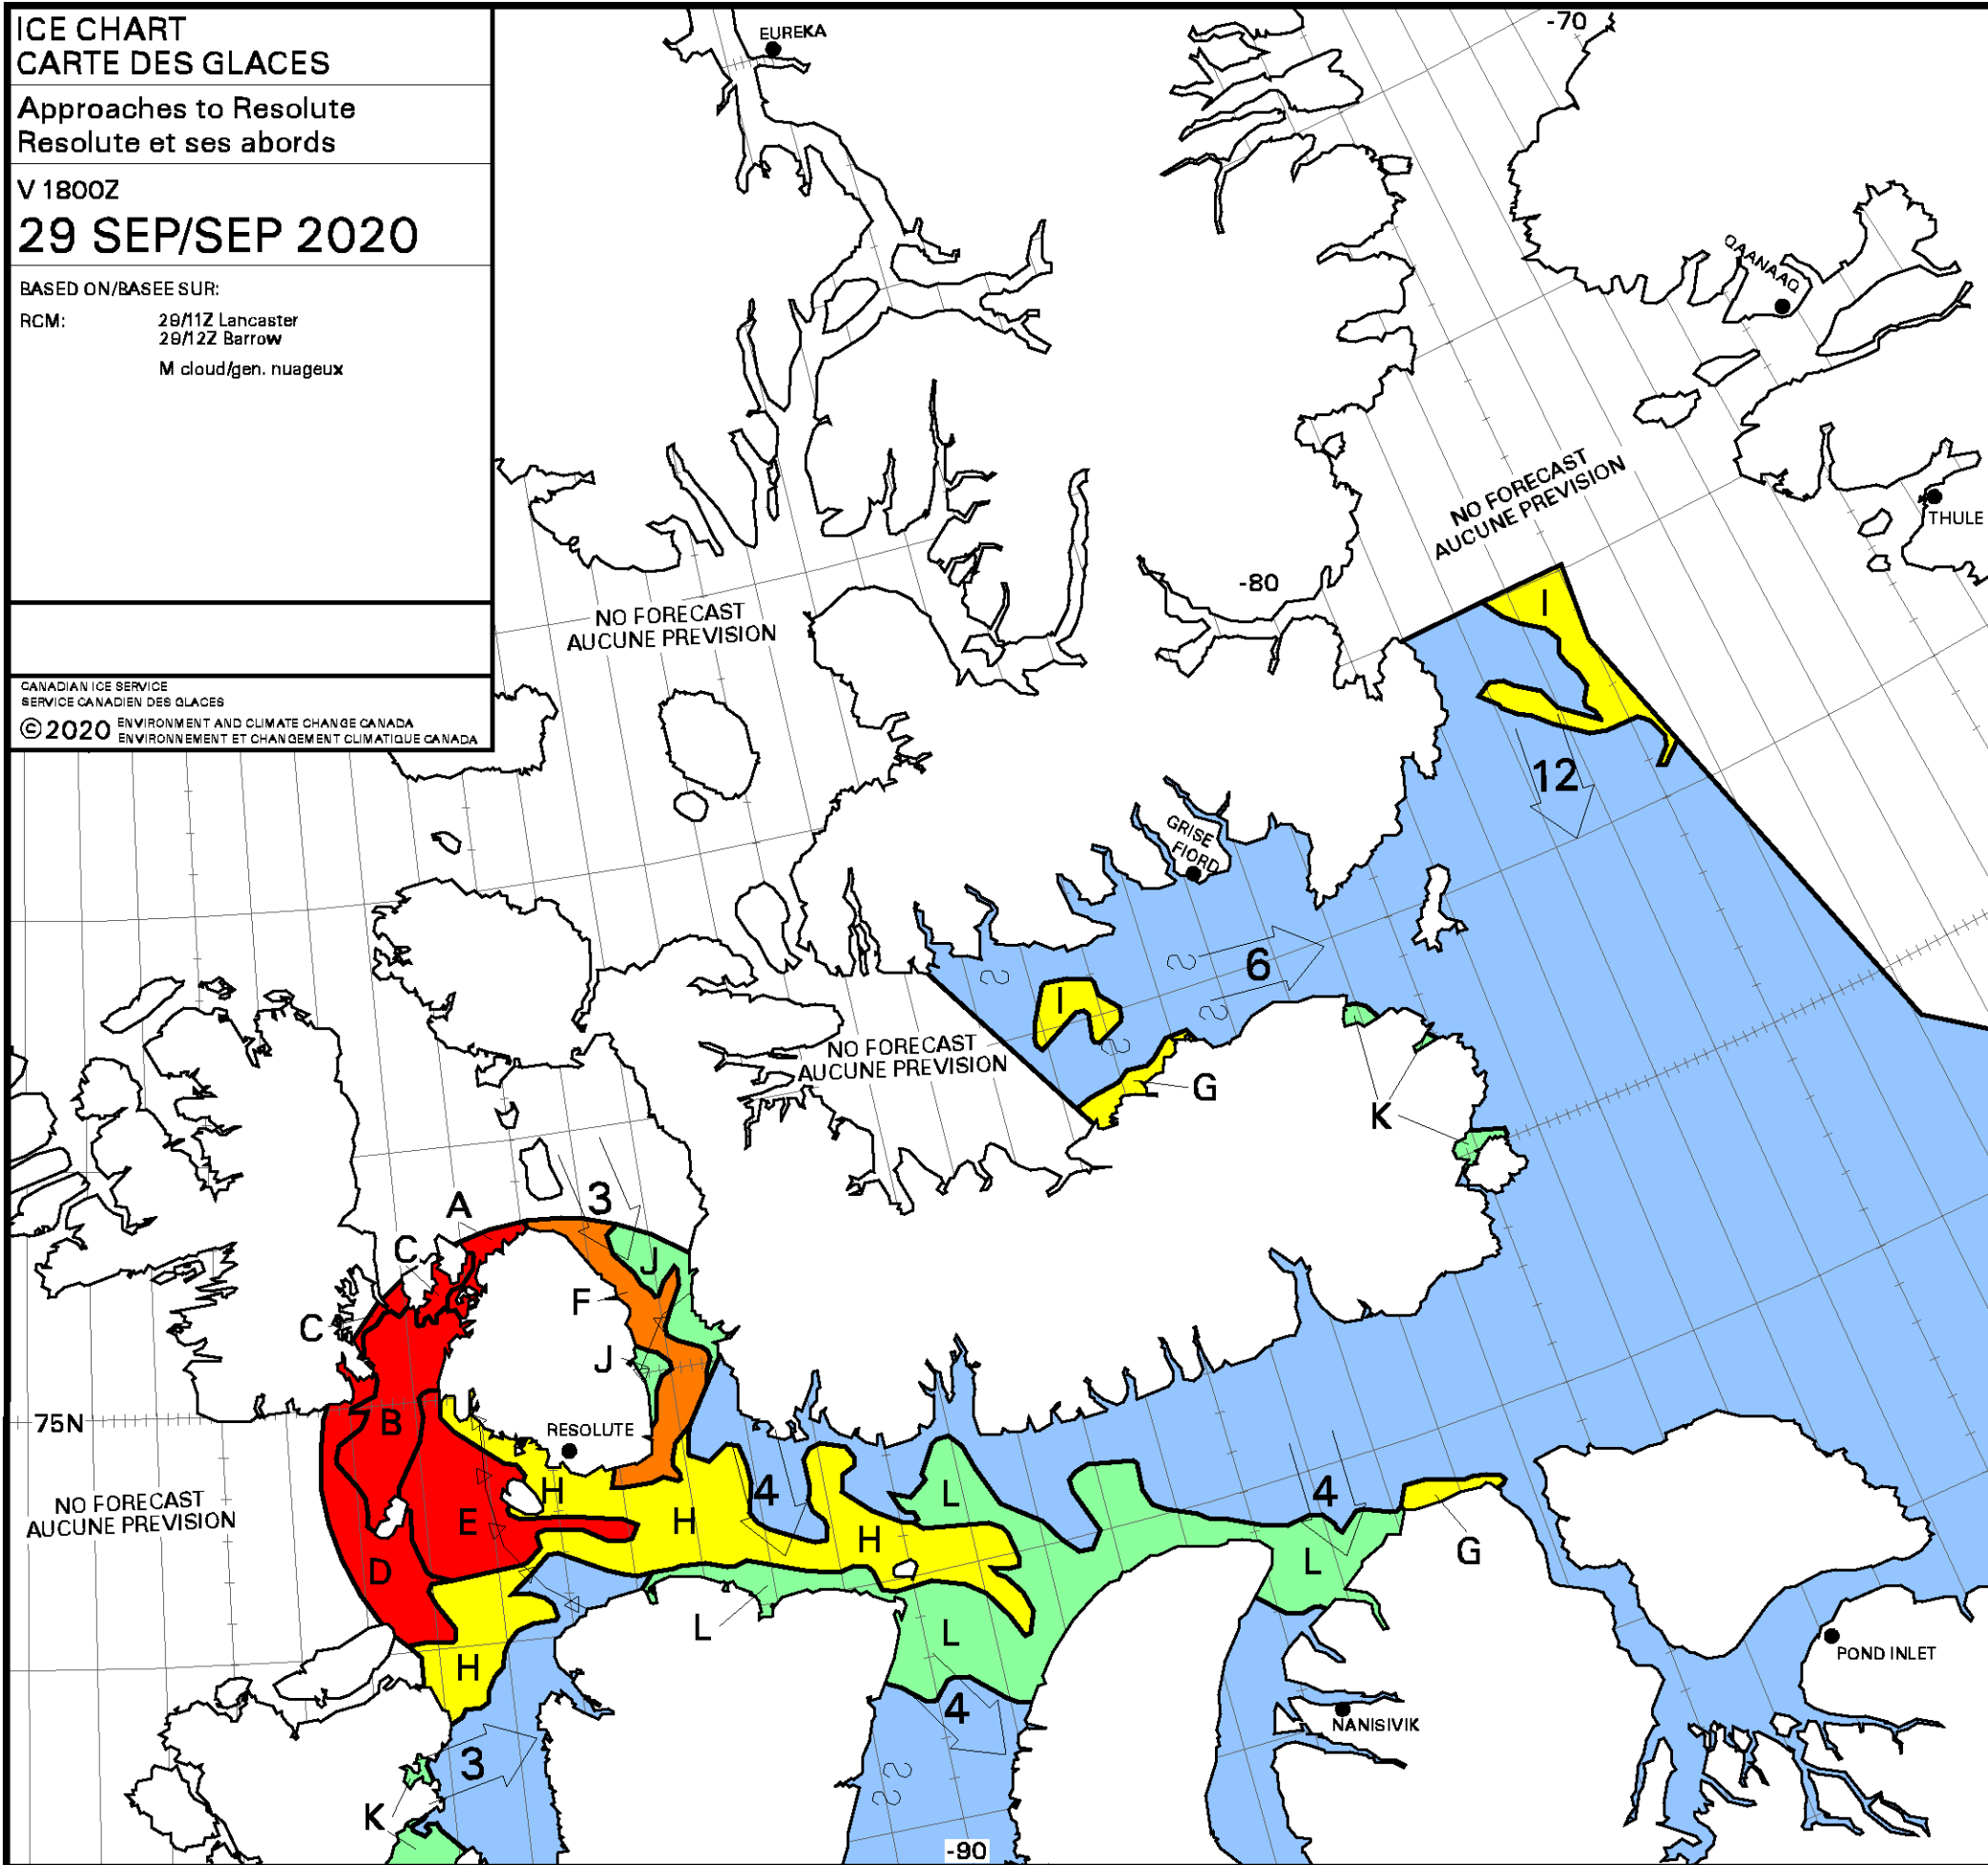 ICE CHART
CARTE DES GLACES
Approaches to Resolute
Resolute et ses abords
V 1800Z
29 SEP/SEP 2020
BASED ON/BASEE SUR:
RCM: 29/11Z Lancaster
29/12Z Barrow
M cloud/gen. nuageux
CANADIAN ICE SERVICE
SERVICE CANADIEN DES GLACES
© 2020 ENVIRONMENT AND CLIMATE CHANGE CANADA
ENVIRONNEMENT ET CHANGEMENT CLIMATIQUE CANADA
EUREKA
-70
QAANAAQ
THULE
NO FORECAST
AUCUNE PREVISION
-80
NO FORECAST
AUCUNE PREVISION
I
12
GRISE
FIORD
6
I
NO FORECAST
AUCUNE PREVISION
G
K
A
3
C
J
F
C
J
75N
B
RESOLUTE
NO FORECAST
AUCUNE PREVISION
H
4
L
4
E
H
H
G
D
L
L
L
H
POND INLET
4
NANISIVIK
3
K
-90